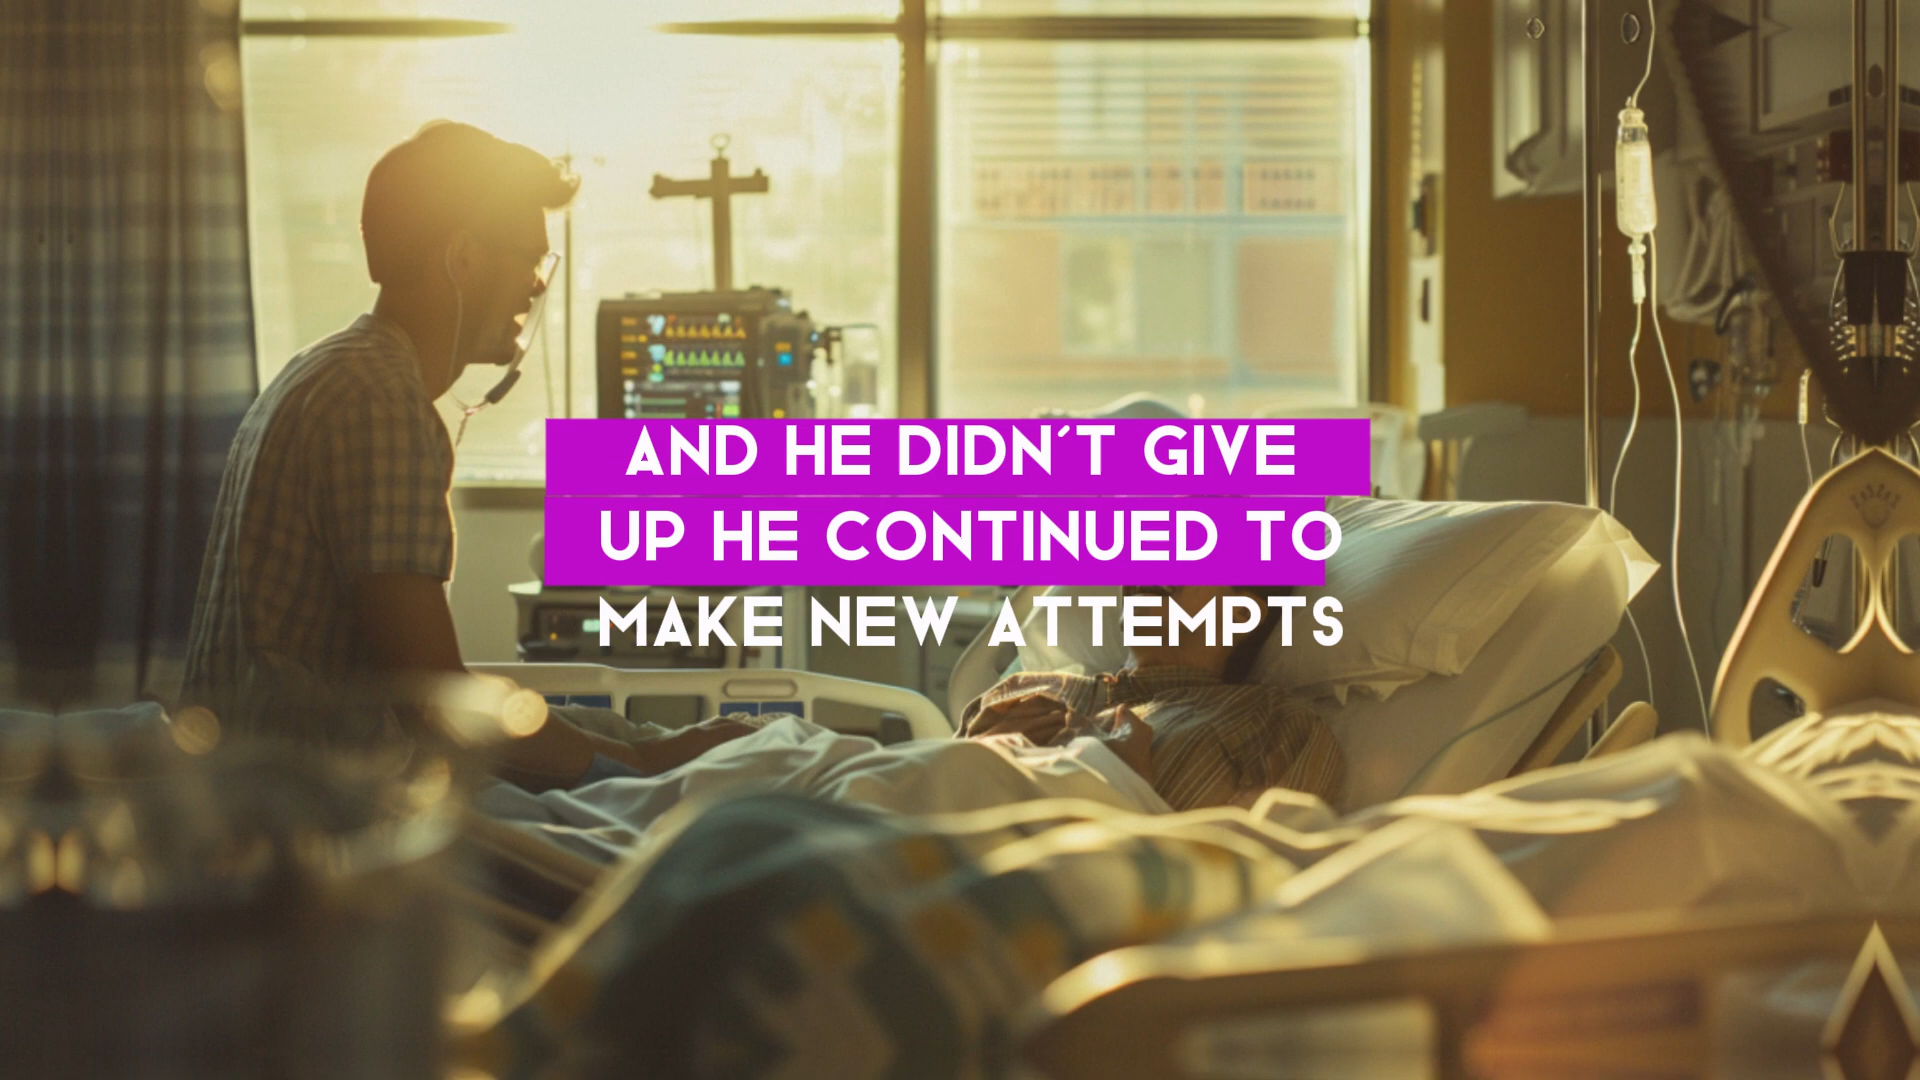 AND HE DIDN'T GIVE
UP HE CONTINUED TO
MAKE NEW ATTEMPTS